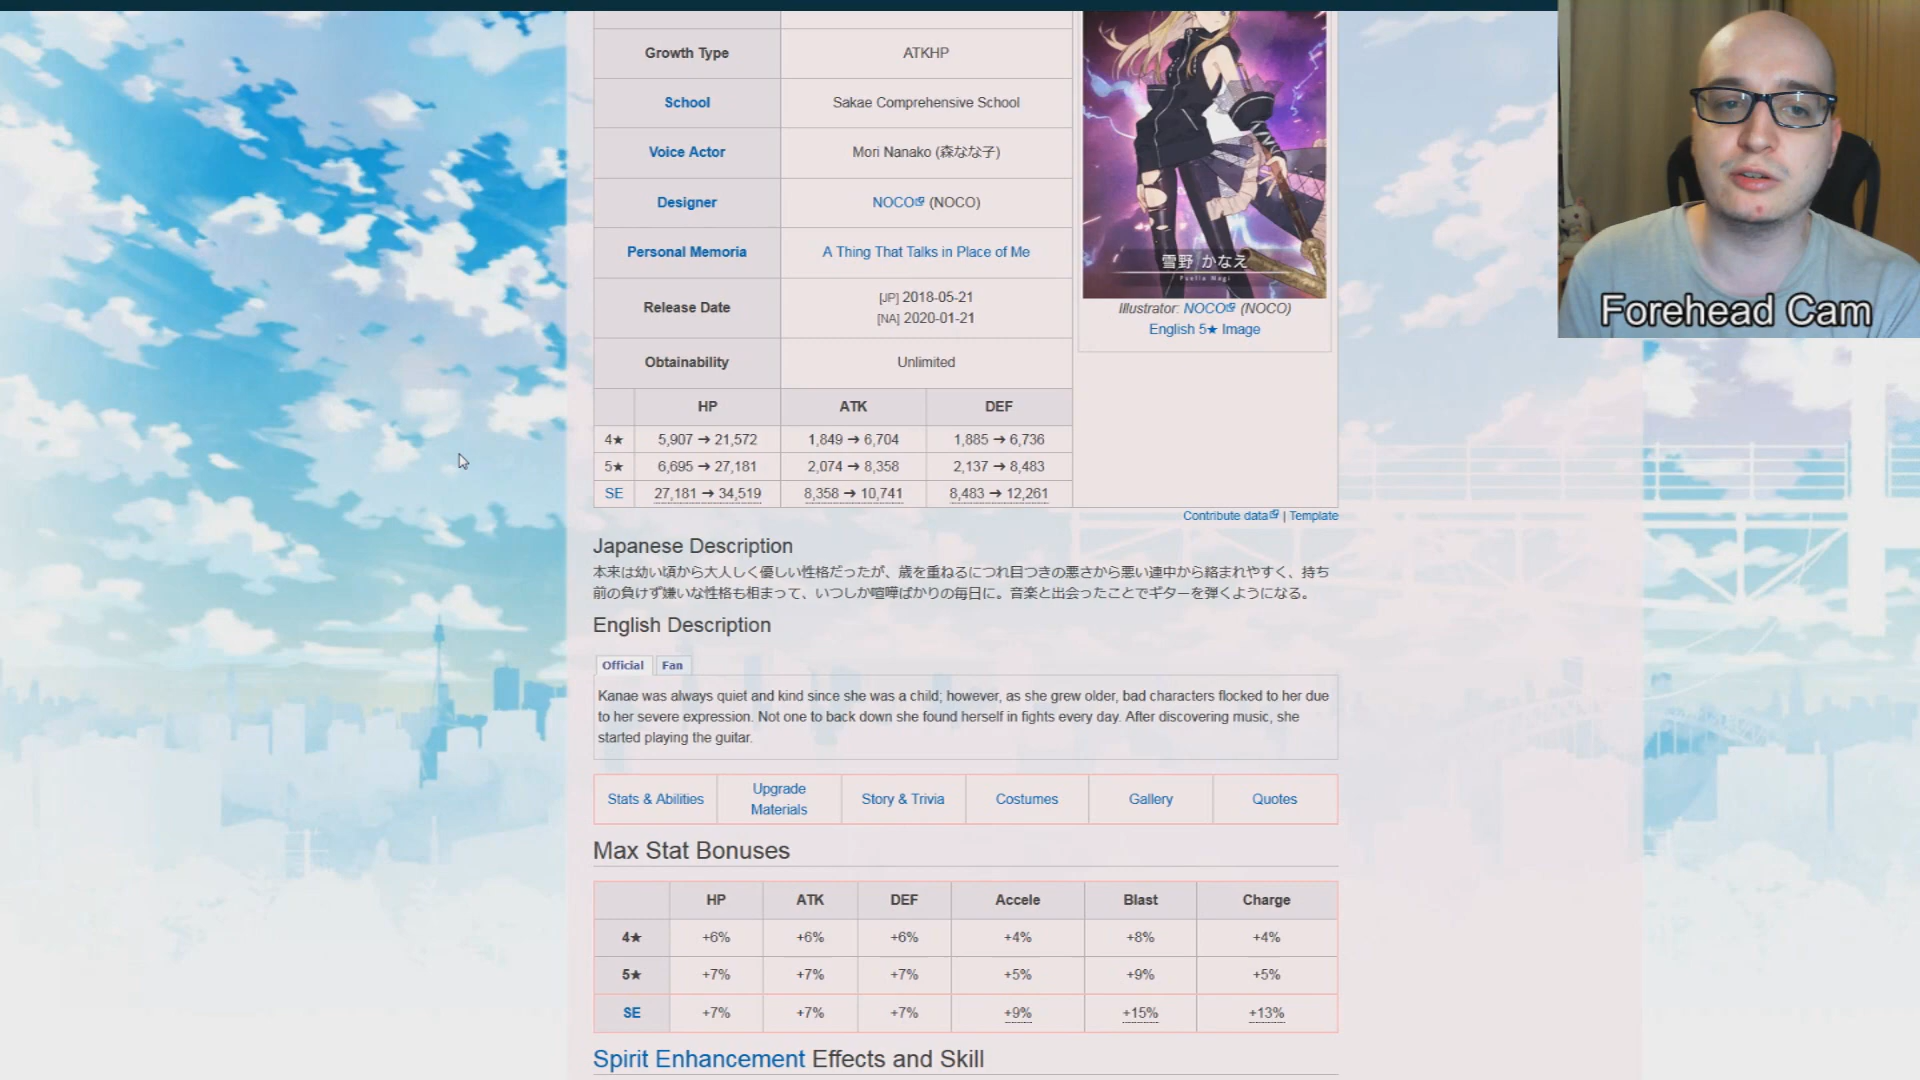 Growth Type ATKHP
School Sakae Comprehensive School
Voice Actor Mori Nanako (森なな子)
Designer NOCO (NOCO)
Personal Memoria A Thing That Talks in Place of Me
Release Date [JP] 2018-05-21
[NA] 2020-01-21
Obtainability Unlimited
HP ATK DEF
4★ 5,907 → 21,572 1,849 → 6,704 1,885 → 6,736
5★ 6,695 → 27,181 2,074 → 8,358 2,137 → 8,483
SE 27,181 → 34,519 8,358 → 10,741 8,483 → 12,261
雪野 かなえ
Puella Magi
Illustrator: NOCO (NOCO)
English 5★ Image
Forehead Cam
Contribute data | Template
Japanese Description
本来は幼い頃から大人しく優しい性格だったが、歳を重ねるにつれ目つきの悪さから悪い連中から絡まれやすく、持ち
前の負けず嫌いな性格も相まって、いつしか喧嘩ばかりの毎日に。音楽と出会ったことでギターを弾くようになる。
English Description
Official Fan
Kanae was always quiet and kind since she was a child; however, as she grew older, bad characters flocked to her due
to her severe expression. Not one to back down she found herself in fights every day. After discovering music, she
started playing the guitar.
Stats & Abilities
Upgrade
Materials
Story & Trivia
Costumes
Gallery
Quotes
Max Stat Bonuses
HP ATK DEF Accele Blast Charge
4★ +6% +6% +6% +4% +8% +4%
5★ +7% +7% +7% +5% +9% +5%
SE +7% +7% +7% +9% +15% +13%
Spirit Enhancement Effects and Skill